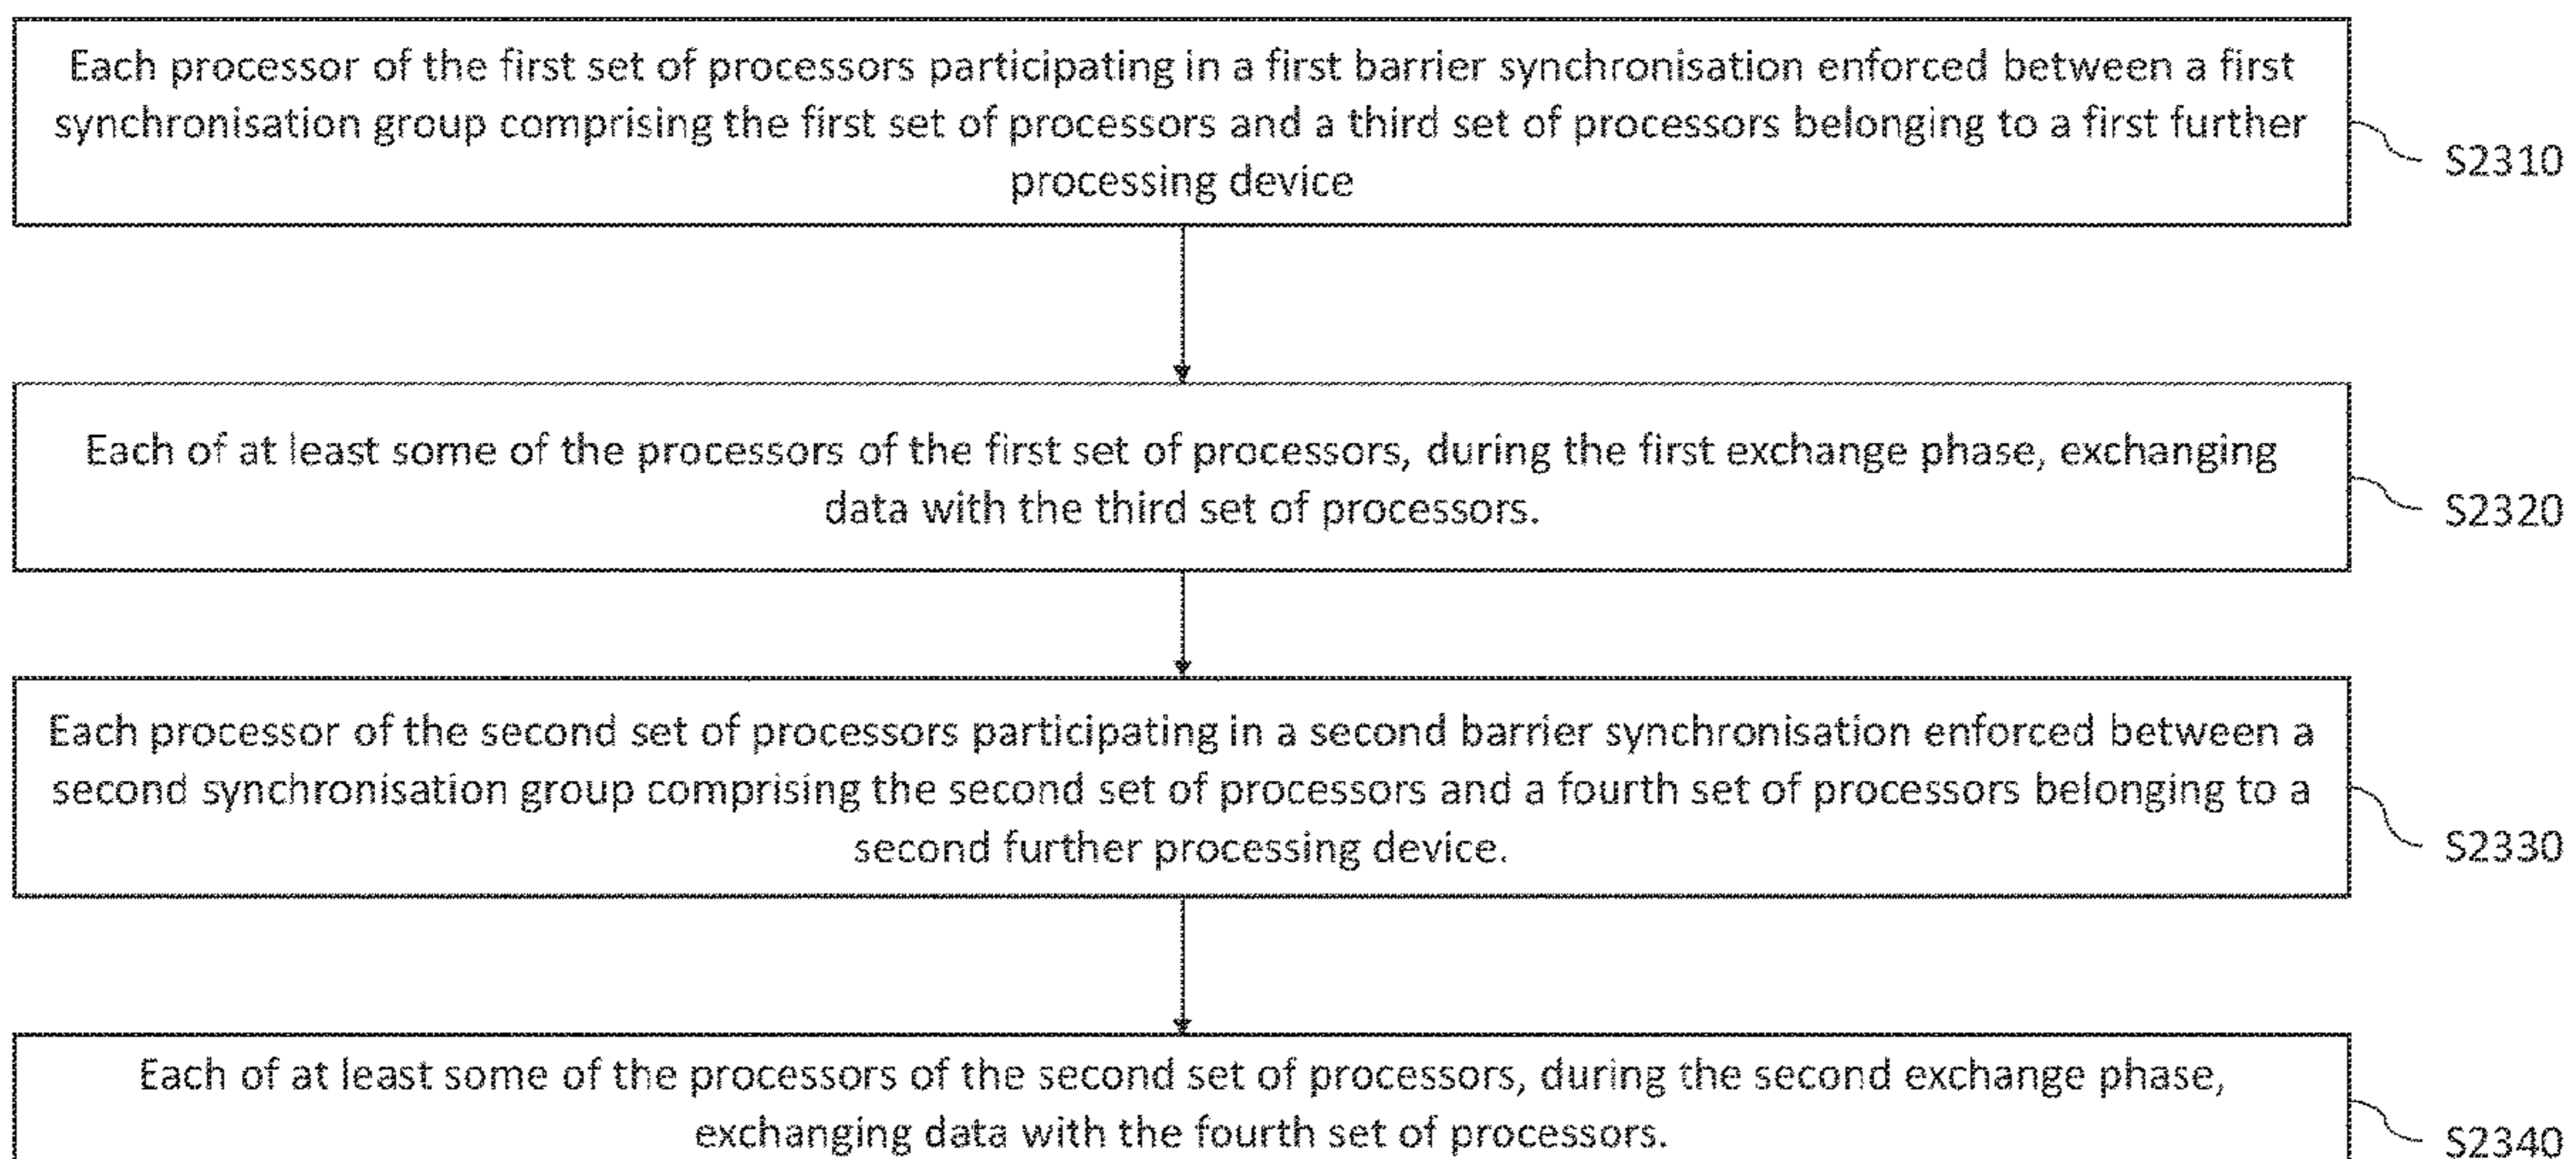 Each processor of the first set of processors participating in a first barrier synchronisation enforced between a first
synchronisation group comprising the first set of processors and a third set of processors belonging to a first further
processing device
S2310
Each of at least some of the processors of the first set of processors, during the first exchange phase, exchanging
data with the third set of processors.
S2320
Each processor of the second set of processors participating in a second barrier synchronisation enforced between a
second synchronisation group comprising the second set of processors and a fourth set of processors belonging to a
second further processing device.
S2330
Each of at least some of the processors of the second set of processors, during the second exchange phase,
exchanging data with the fourth set of processors.
S2340